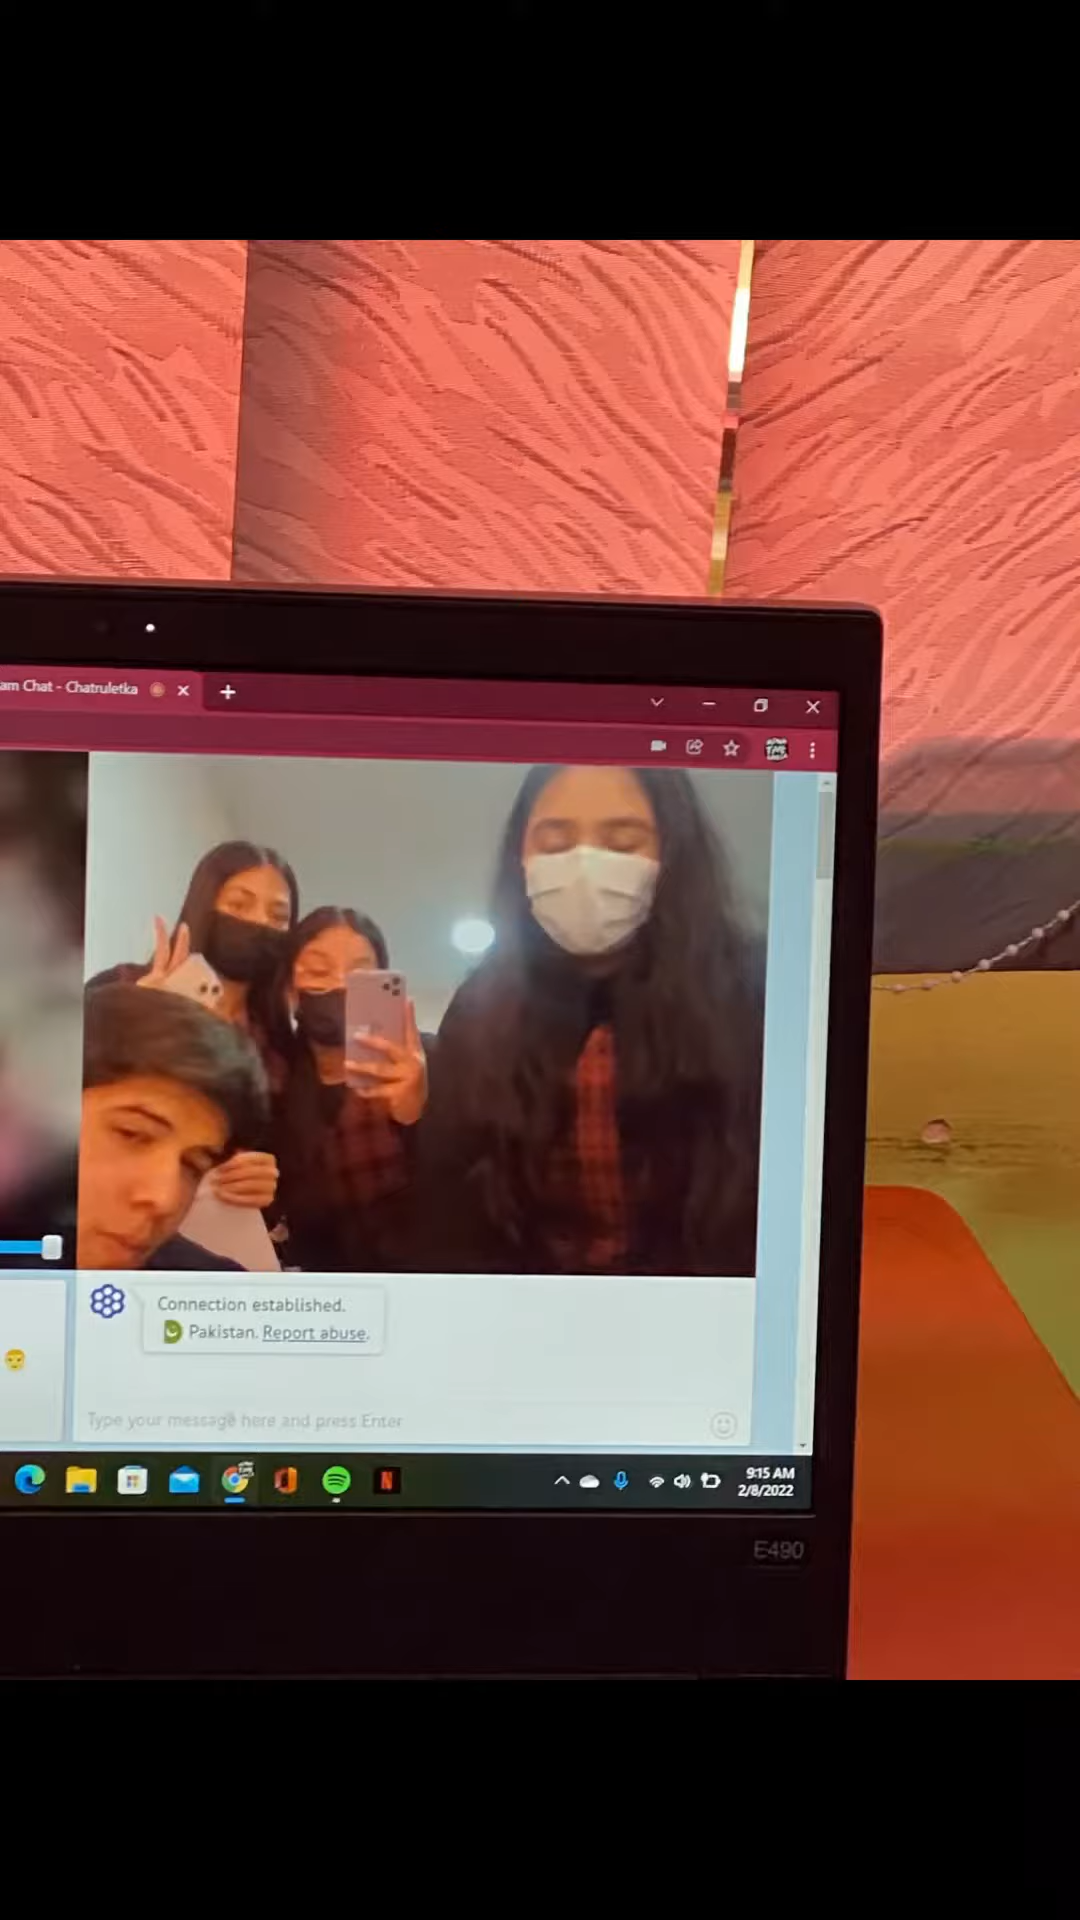 am Chat - Chatruletka
Connection established.
Pakistan. Report abuse.
Type your message here and press Enter
9:15 AM
2/8/2022
E490